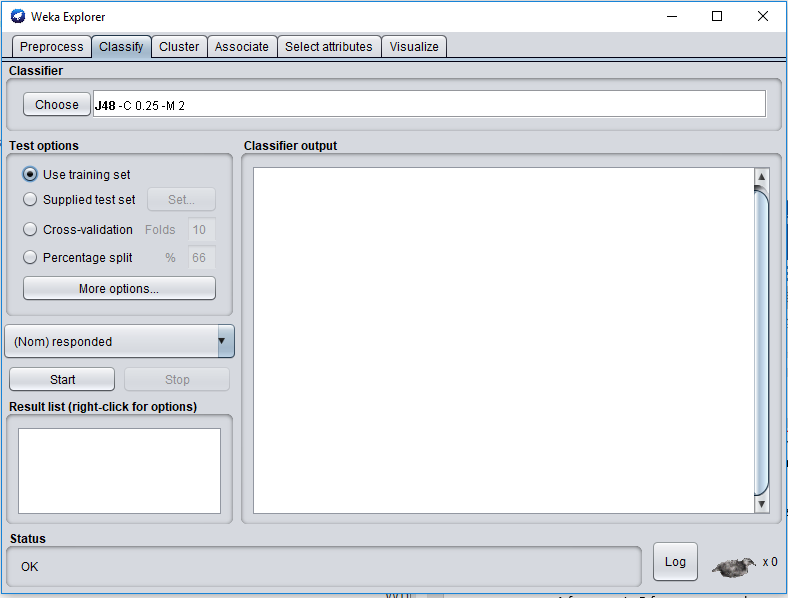 Weka Explorer
Preprocess Classify Cluster Associate Select attributes Visualize
Classifier
Choose J48 -C 0.25 -M 2
Test options
Use training set
Supplied test set Set...
Cross-validation Folds 10
Percentage split % 66
More options...
(Nom) responded
Start Stop
Result list (right-click for options)
Classifier output
Status
OK
Log x 0